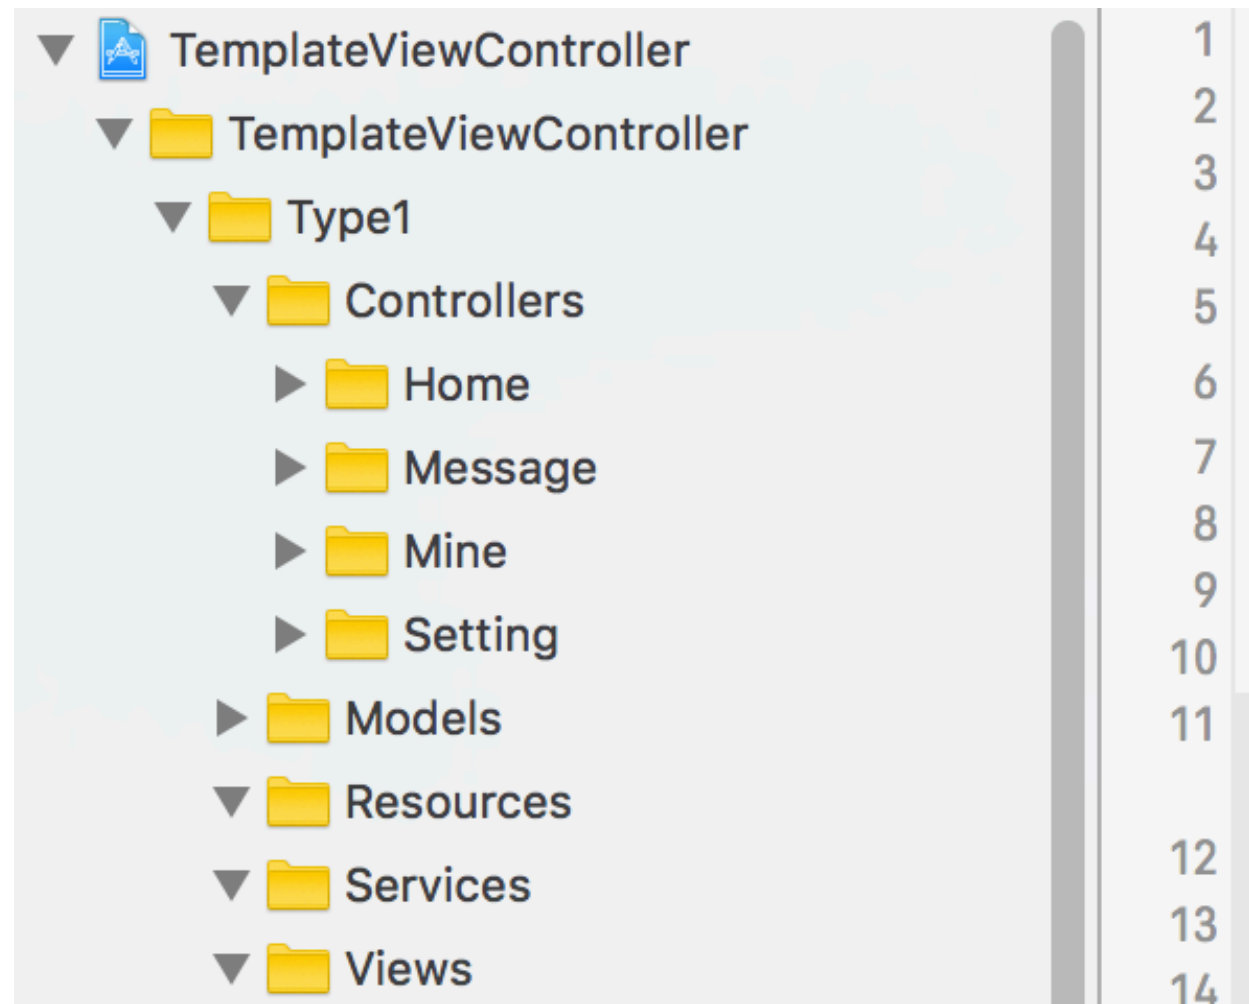 TemplateViewController
TemplateViewController
Type1
Controllers
Home
Message
Mine
Setting
Models
Resources
Services
Views
1
2
3
4
5
6
7
8
9
10
11
12
13
14